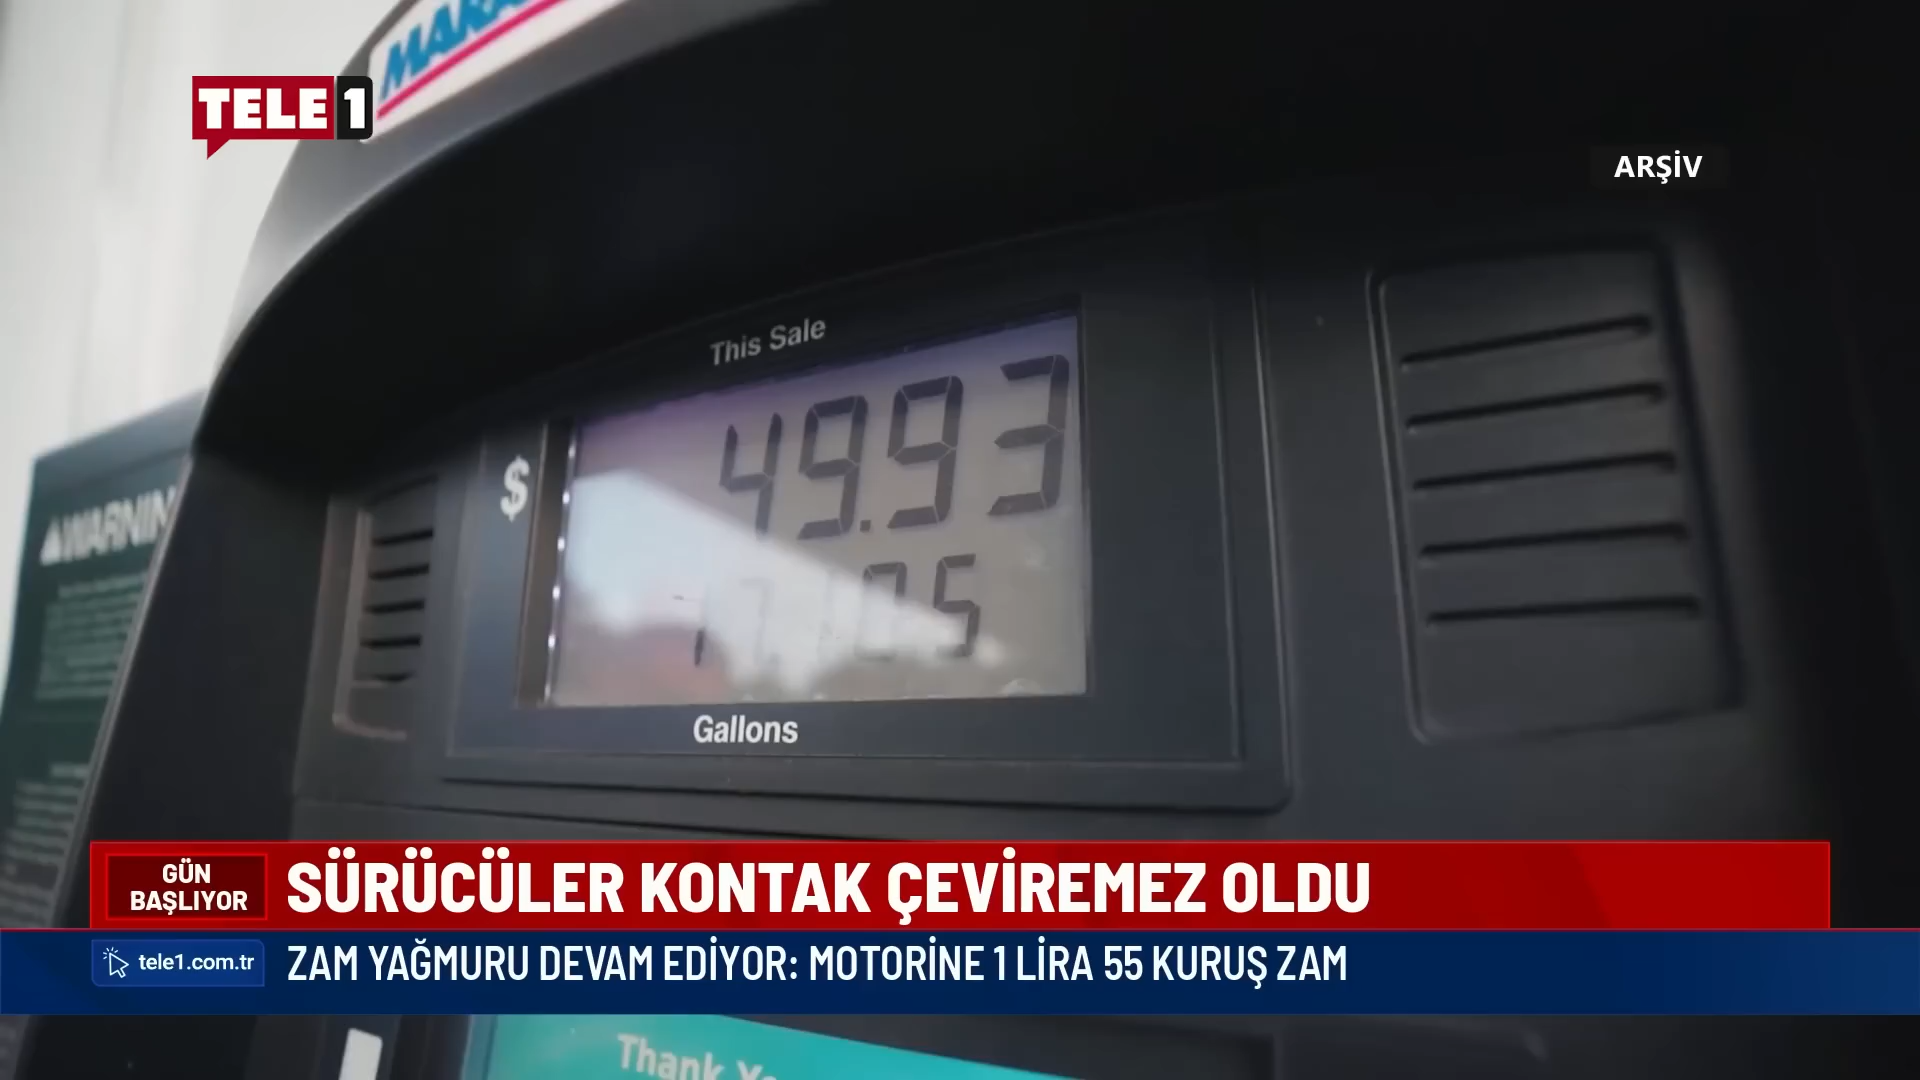 TELE1
ARŞİV
This Sale
$
49.93
Gallons
GÜN
BAŞLIYOR
SÜRÜCÜLER KONTAK ÇEVİREMEZ OLDU
tele1.com.tr
ZAM YAĞMURU DEVAM EDİYOR: MOTORİNE 1 LİRA 55 KURUŞ ZAM
Thank